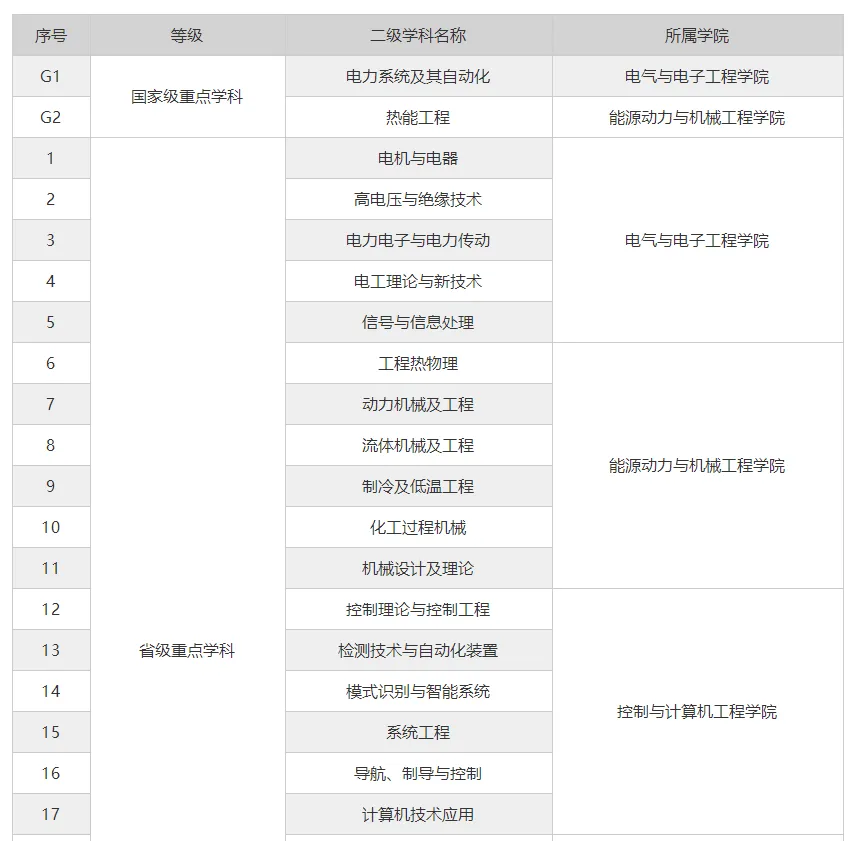 序号 等级 二级学科名称 所属学院
G1 国家级重点学科 电力系统及其自动化 电气与电子工程学院
G2 热能工程 能源动力与机械工程学院
1 省级重点学科 电机与电器 电气与电子工程学院
2 高电压与绝缘技术
3 电力电子与电力传动
4 电工理论与新技术
5 信号与信息处理
6 工程热物理 能源动力与机械工程学院
7 动力机械及工程
8 流体机械及工程
9 制冷及低温工程
10 化工过程机械
11 机械设计及理论
12 控制理论与控制工程 控制与计算机工程学院
13 检测技术与自动化装置
14 模式识别与智能系统
15 系统工程
16 导航、制导与控制
17 计算机技术应用